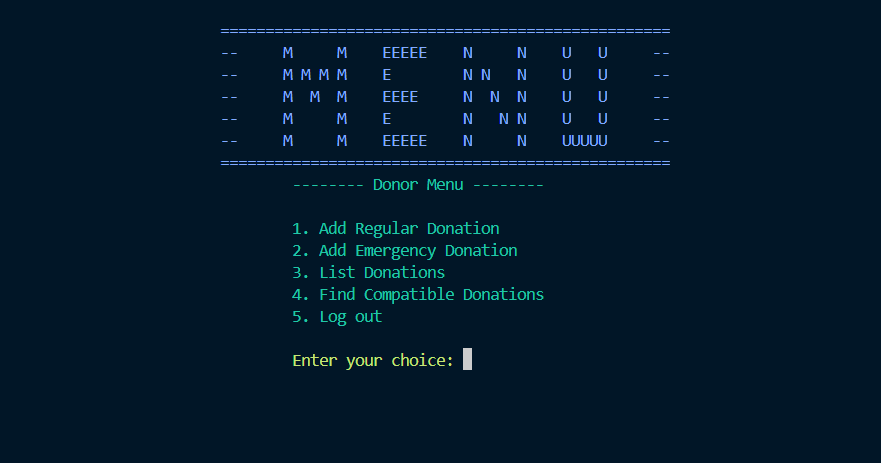 ==================================================
--     M     M    EEEEE    N     N    U   U     --
--     M M M M    E        N N   N    U   U     --
--     M  M  M    EEEE     N  N  N    U   U     --
--     M     M    E        N   N N    U   U     --
--     M     M    EEEEE    N     N    UUUUU     --
==================================================
-------- Donor Menu --------
1. Add Regular Donation
2. Add Emergency Donation
3. List Donations
4. Find Compatible Donations
5. Log out
Enter your choice: